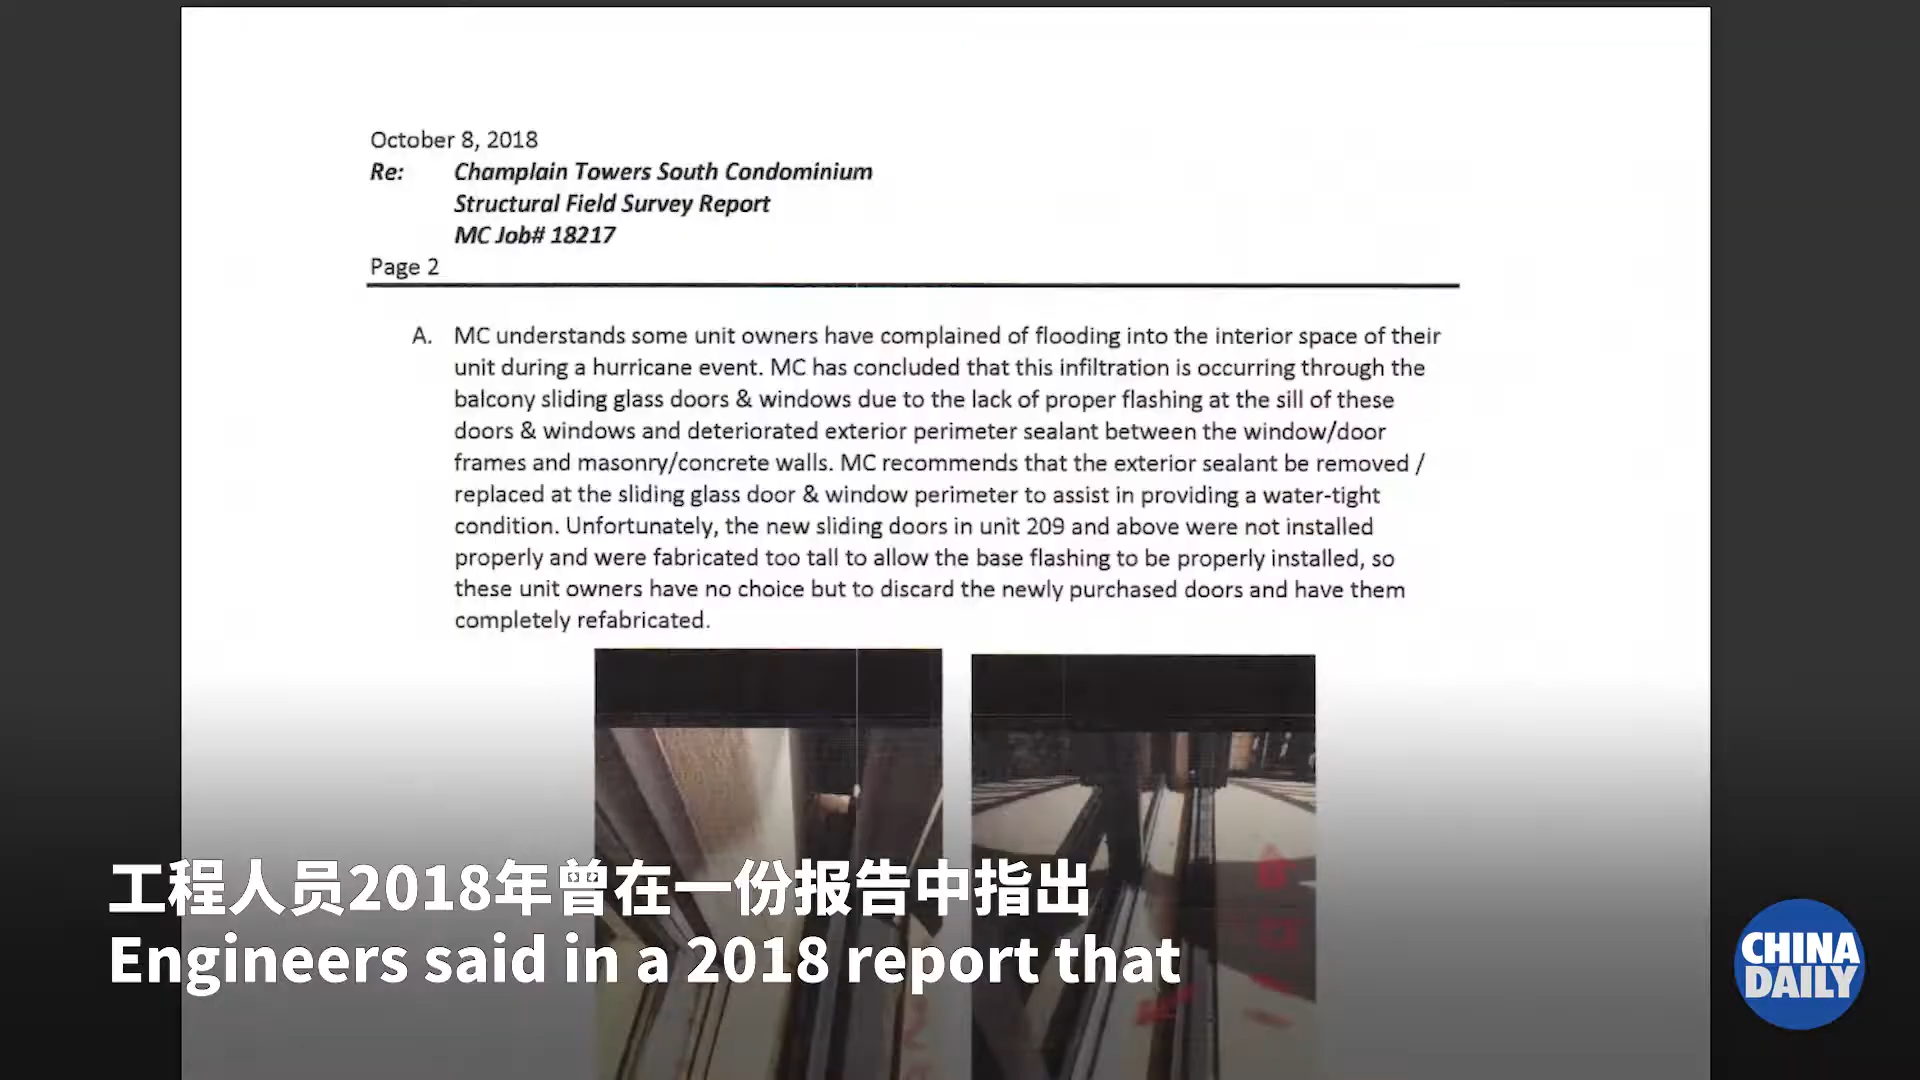 October 8, 2018
Re: Champlain Towers South Condominium
Structural Field Survey Report
MC Job# 18217
Page 2
A. MC understands some unit owners have complained of flooding into the interior space of their
unit during a hurricane event. MC has concluded that this infiltration is occurring through the
balcony sliding glass doors & windows due to the lack of proper flashing at the sill of these
doors & windows and deteriorated exterior perimeter sealant between the window/door
frames and masonry/concrete walls. MC recommends that the exterior sealant be removed /
replaced at the sliding glass door & window perimeter to assist in providing a water-tight
condition. Unfortunately, the new sliding doors in unit 209 and above were not installed
properly and were fabricated too tall to allow the base flashing to be properly installed, so
these unit owners have no choice but to discard the newly purchased doors and have them
completely refabricated.
工程人员2018年曾在一份报告中指出
Engineers said in a 2018 report that
CHINA
DAILY